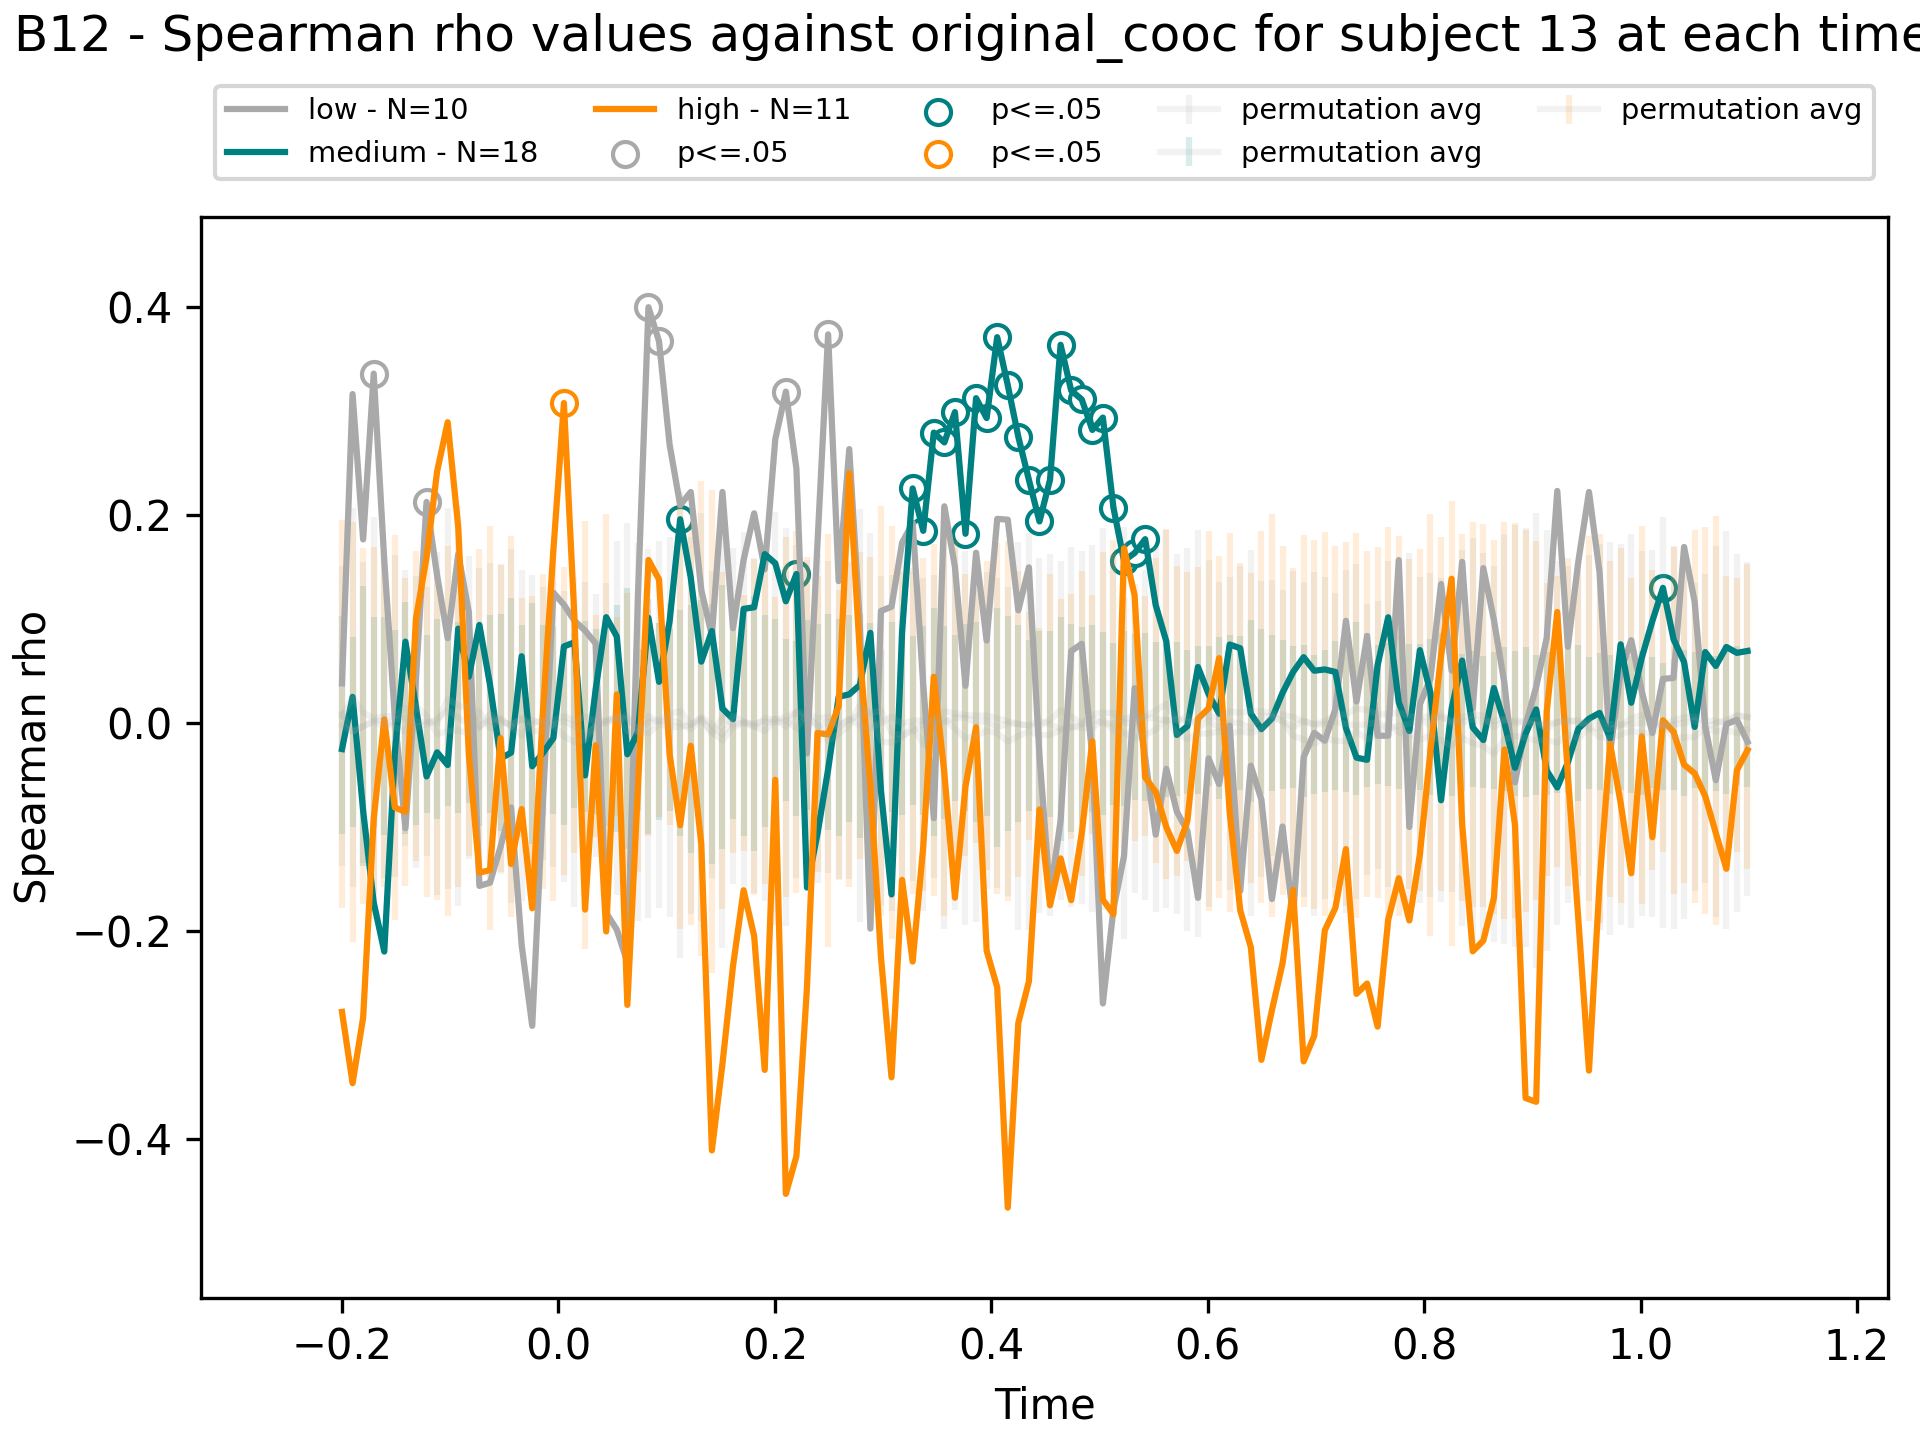 B12 - Spearman rho values against original_cooc for subject 13 at each time
low - N=10 high - N=11 p<=.05 permutation avg permutation avg
medium - N=18 p<=.05 p<=.05 permutation avg
Spearman rho
0.4
0.2
0.0
−0.2
−0.4
−0.2 0.0 0.2 0.4 0.6 0.8 1.0 1.2
Time